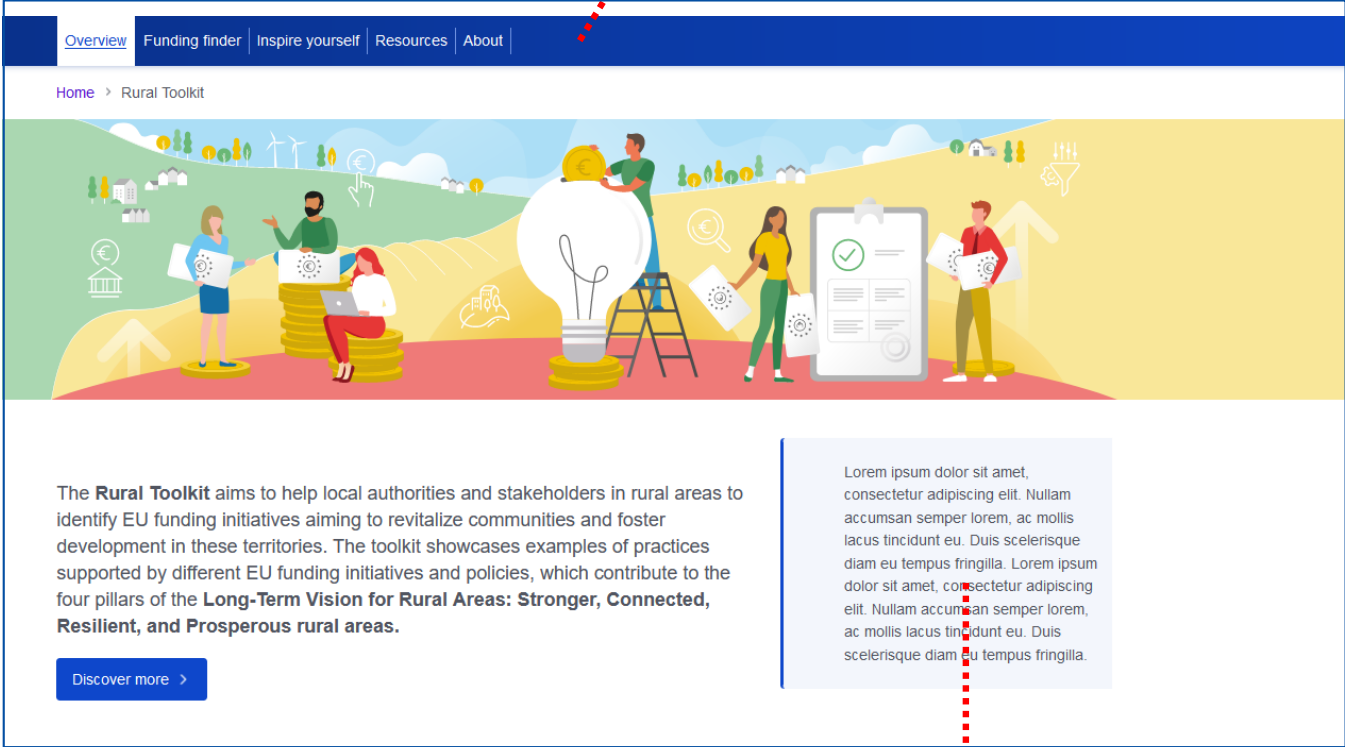 Overview Funding finder Inspire yourself Resources About
Home > Rural Toolkit
The Rural Toolkit aims to help local authorities and stakeholders in rural areas to
identify EU funding initiatives aiming to revitalize communities and foster
development in these territories. The toolkit showcases examples of practices
supported by different EU funding initiatives and policies, which contribute to the
four pillars of the Long-Term Vision for Rural Areas: Stronger, Connected,
Resilient, and Prosperous rural areas.
Discover more >
Lorem ipsum dolor sit amet,
consectetur adipiscing elit. Nullam
accumsan semper lorem, ac mollis
lacus tincidunt eu. Duis scelerisque
diam eu tempus fringilla. Lorem ipsum
dolor sit amet, consectetur adipiscing
elit. Nullam accumsan semper lorem,
ac mollis lacus tincidunt eu. Duis
scelerisque diam eu tempus fringilla.